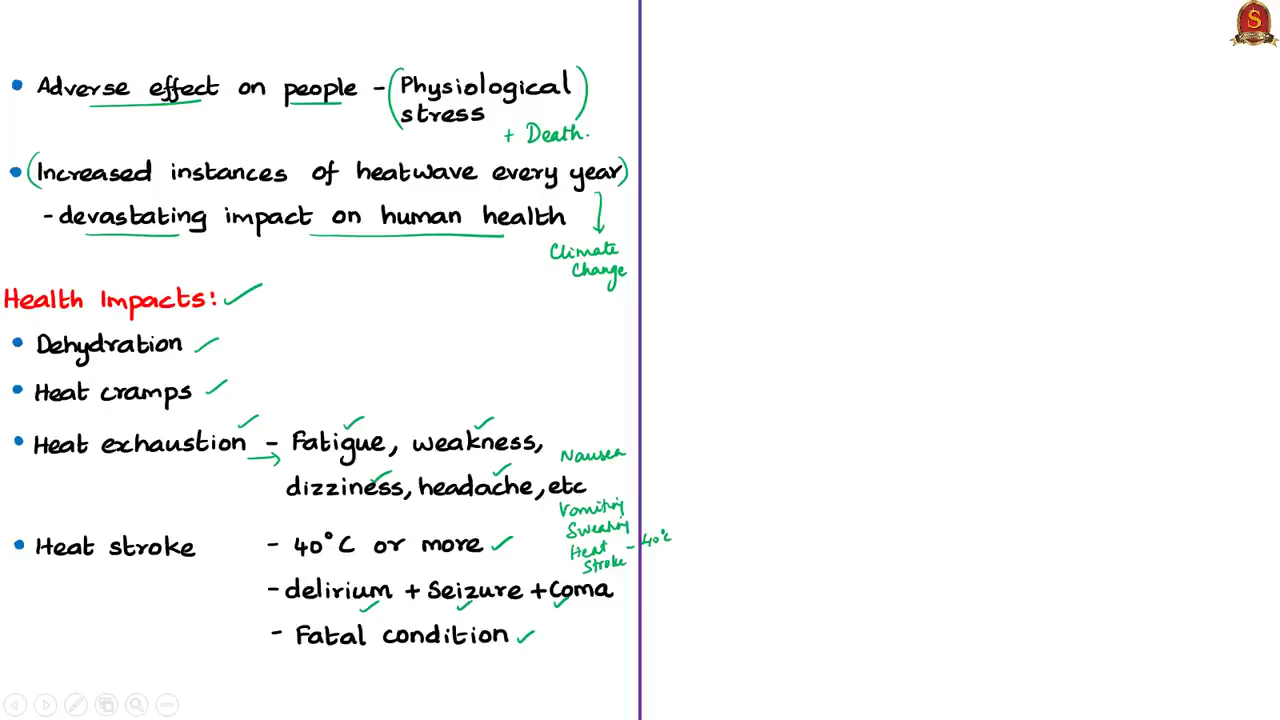 • Adverse effect on people - (Physiological
stress)
+ Death.
• (Increased instances of heatwave every year)
- devastating impact on human health
Climate
Change
Health Impacts:
• Dehydration
• Heat cramps
• Heat exhaustion - Fatigue, weakness,
Nausea
dizziness, headache, etc
Vomiting
Sweating
Heat
Stroke - 40°C
• Heat stroke - 40°C or more
- delirium + Seizure + Coma
- Fatal condition
S